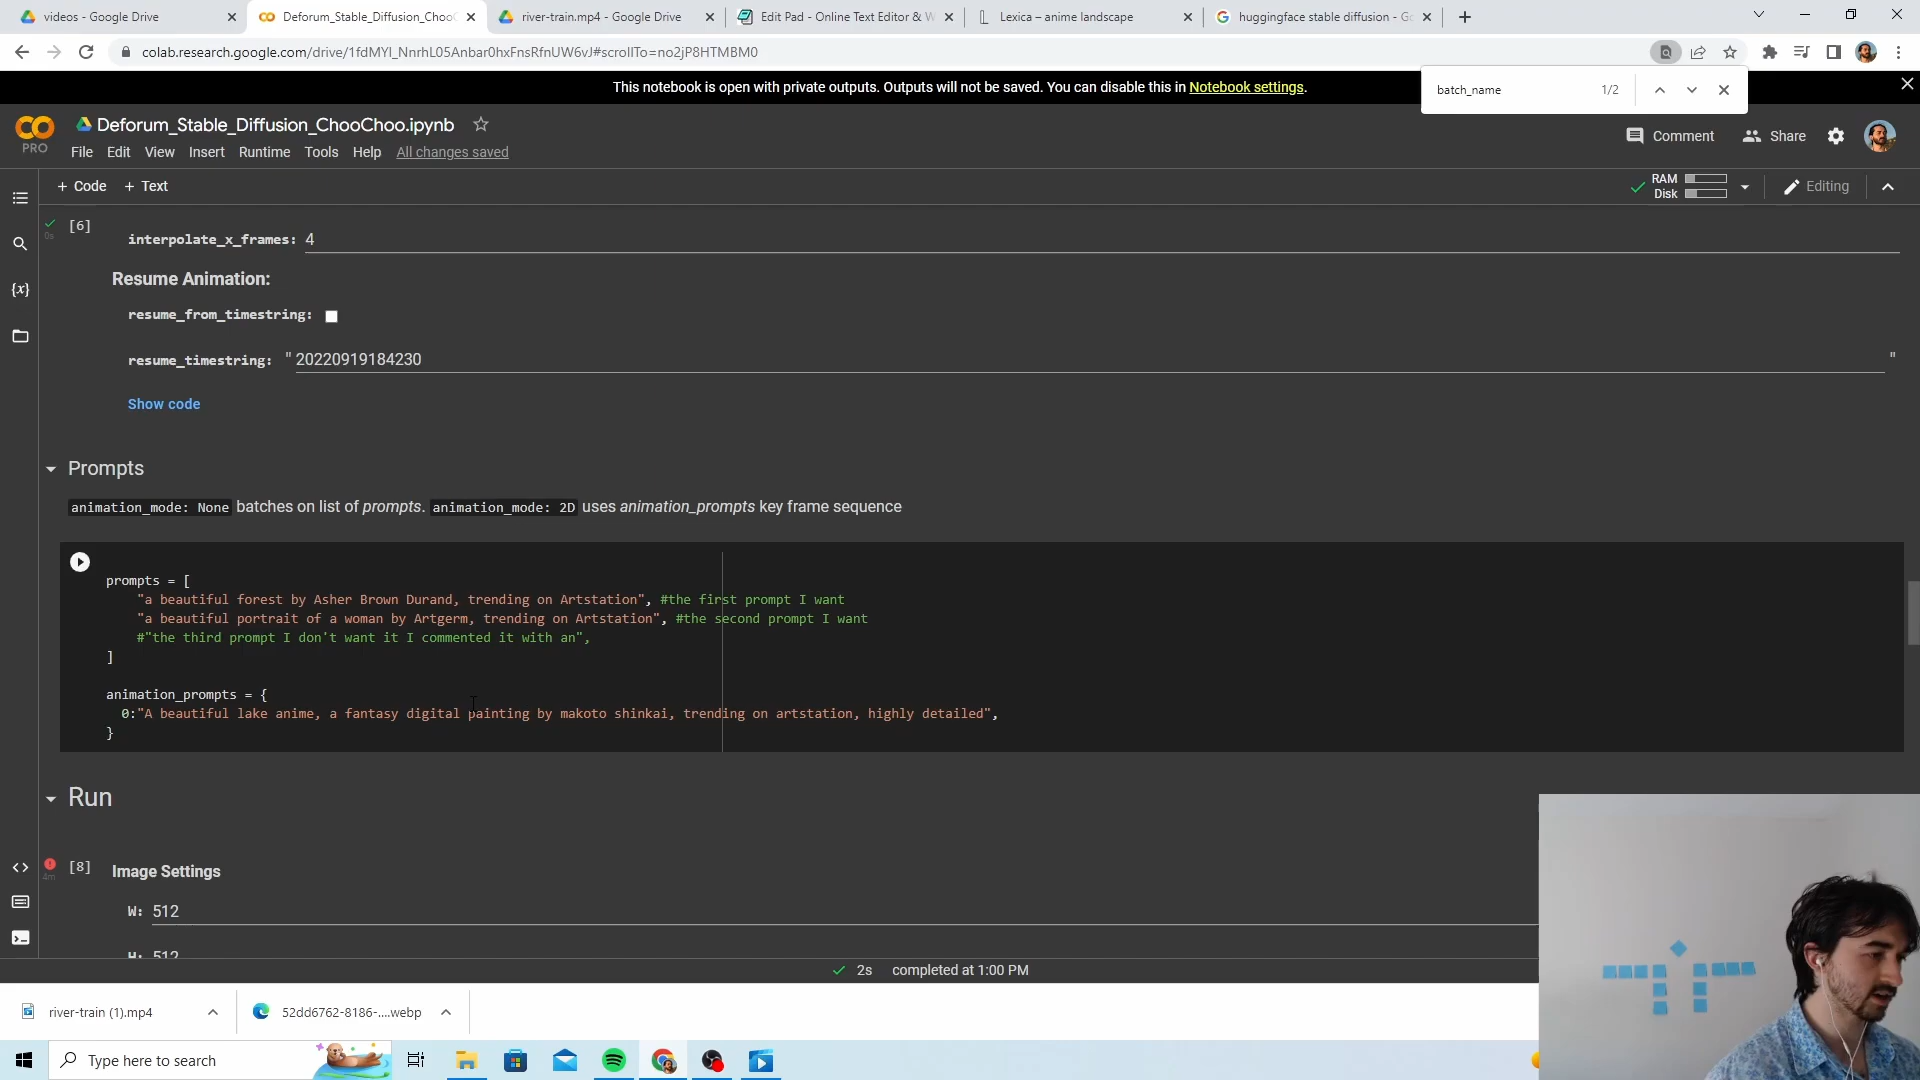 videos - Google Drive
Deforum_Stable_Diffusion_ChooC
river-train.mp4 - Google Drive
Edit Pad - Online Text Editor & W
Lexica – anime landscape
huggingface stable diffusion - Go
colab.research.google.com/drive/1fdMYl_NnrhL05Anbar0hxFnsRfnUW6vJ#scrollTo=no2jP8HTMBM0
This notebook is open with private outputs. Outputs will not be saved. You can disable this in Notebook settings.
batch_name
1/2
PRO
Deforum_Stable_Diffusion_ChooChoo.ipynb
Comment
Share
File Edit View Insert Runtime Tools Help All changes saved
+ Code + Text
RAM
Disk
Editing
[6]
0s
interpolate_x_frames: 4
Resume Animation:
resume_from_timestring:
resume_timestring: "20220919184230"
Show code
Prompts
animation_mode: None batches on list of prompts. animation_mode: 2D uses animation_prompts key frame sequence
prompts = [
"a beautiful forest by Asher Brown Durand, trending on Artstation", #the first prompt I want
"a beautiful portrait of a woman by Artgerm, trending on Artstation", #the second prompt I want
#"the third prompt I don't want it I commented it with an",
]
animation_prompts = {
0:"A beautiful lake anime, a fantasy digital painting by makoto shinkai, trending on artstation, highly detailed",
}
Run
[8]
4m
Image Settings
W: 512
H: 512
2s completed at 1:00 PM
river-train (1).mp4
52dd6762-8186-....webp
Type here to search